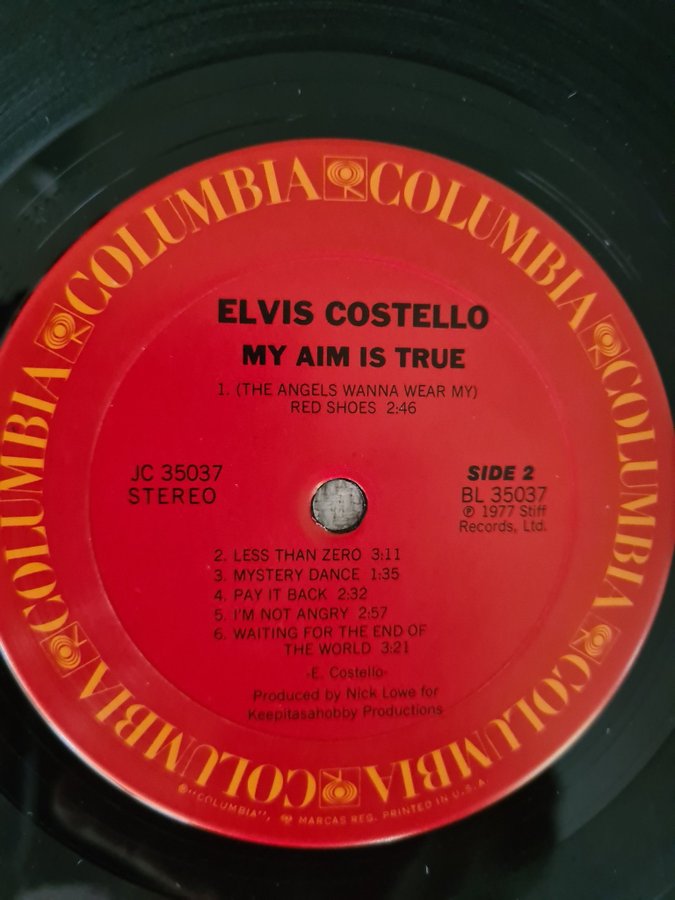 COLUMBIA COLUMBIA COLUMBIA COLUMBIA COLUMBIA COLUMBIA
ELVIS COSTELLO
MY AIM IS TRUE
1. (THE ANGELS WANNA WEAR MY)
RED SHOES 2:46
JC 35037
STEREO
SIDE 2
BL 35037
℗ 1977 Stiff
Records, Ltd.
2. LESS THAN ZERO 3:11
3. MYSTERY DANCE 1:35
4. PAY IT BACK 2:32
5. I'M NOT ANGRY 2:57
6. WAITING FOR THE END OF
THE WORLD 3:21
-E. Costello-
Produced by Nick Lowe for
Keepitasahobby Productions
®"COLUMBIA", MARCAS REG. PRINTED IN U.S.A.